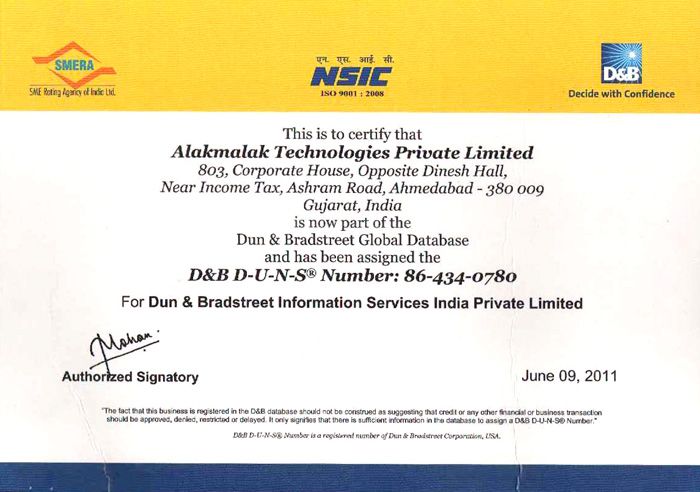 SMERA
SME Rating Agency of India Ltd.
एन. एस. आई. सी.
NSIC
ISO 9001 : 2008
D&B
Decide with Confidence
This is to certify that
Alakmalak Technologies Private Limited
803, Corporate House, Opposite Dinesh Hall,
Near Income Tax, Ashram Road, Ahmedabad - 380 009
Gujarat, India
is now part of the
Dun & Bradstreet Global Database
and has been assigned the
D&B D-U-N-S® Number: 86-434-0780
For Dun & Bradstreet Information Services India Private Limited
Mohan
Authorized Signatory
June 09, 2011
"The fact that this business is registered in the D&B database should not be construed as suggesting that credit or any other financial or business transaction
should be approved, denied, restricted or delayed. It only signifies that there is sufficient information in the database to assign a D&B D-U-N-S® Number."
D&B D-U-N-S® Number is a registered number of Dun & Bradstreet Corporation, USA.